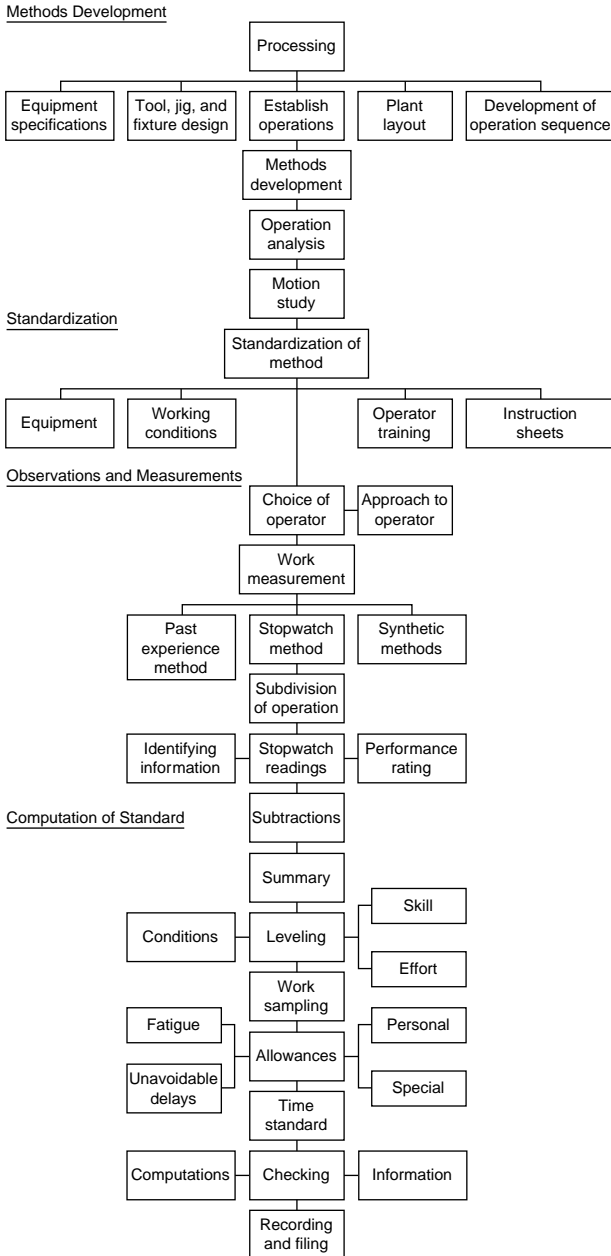 Methods Development
Processing
Equipment
specifications
Tool, jig, and
fixture design
Establish
operations
Plant
layout
Development of
operation sequence
Methods
development
Operation
analysis
Motion
study
Standardization
Standardization of
method
Equipment
Working
conditions
Operator
training
Instruction
sheets
Observations and Measurements
Choice of
operator
Approach to
operator
Work
measurement
Past
experience
method
Stopwatch
method
Synthetic
methods
Subdivision
of operation
Identifying
information
Stopwatch
readings
Performance
rating
Computation of Standard
Subtractions
Summary
Conditions
Leveling
Skill
Effort
Work
sampling
Fatigue
Unavoidable
delays
Allowances
Personal
Special
Time
standard
Computations
Checking
Information
Recording
and filing